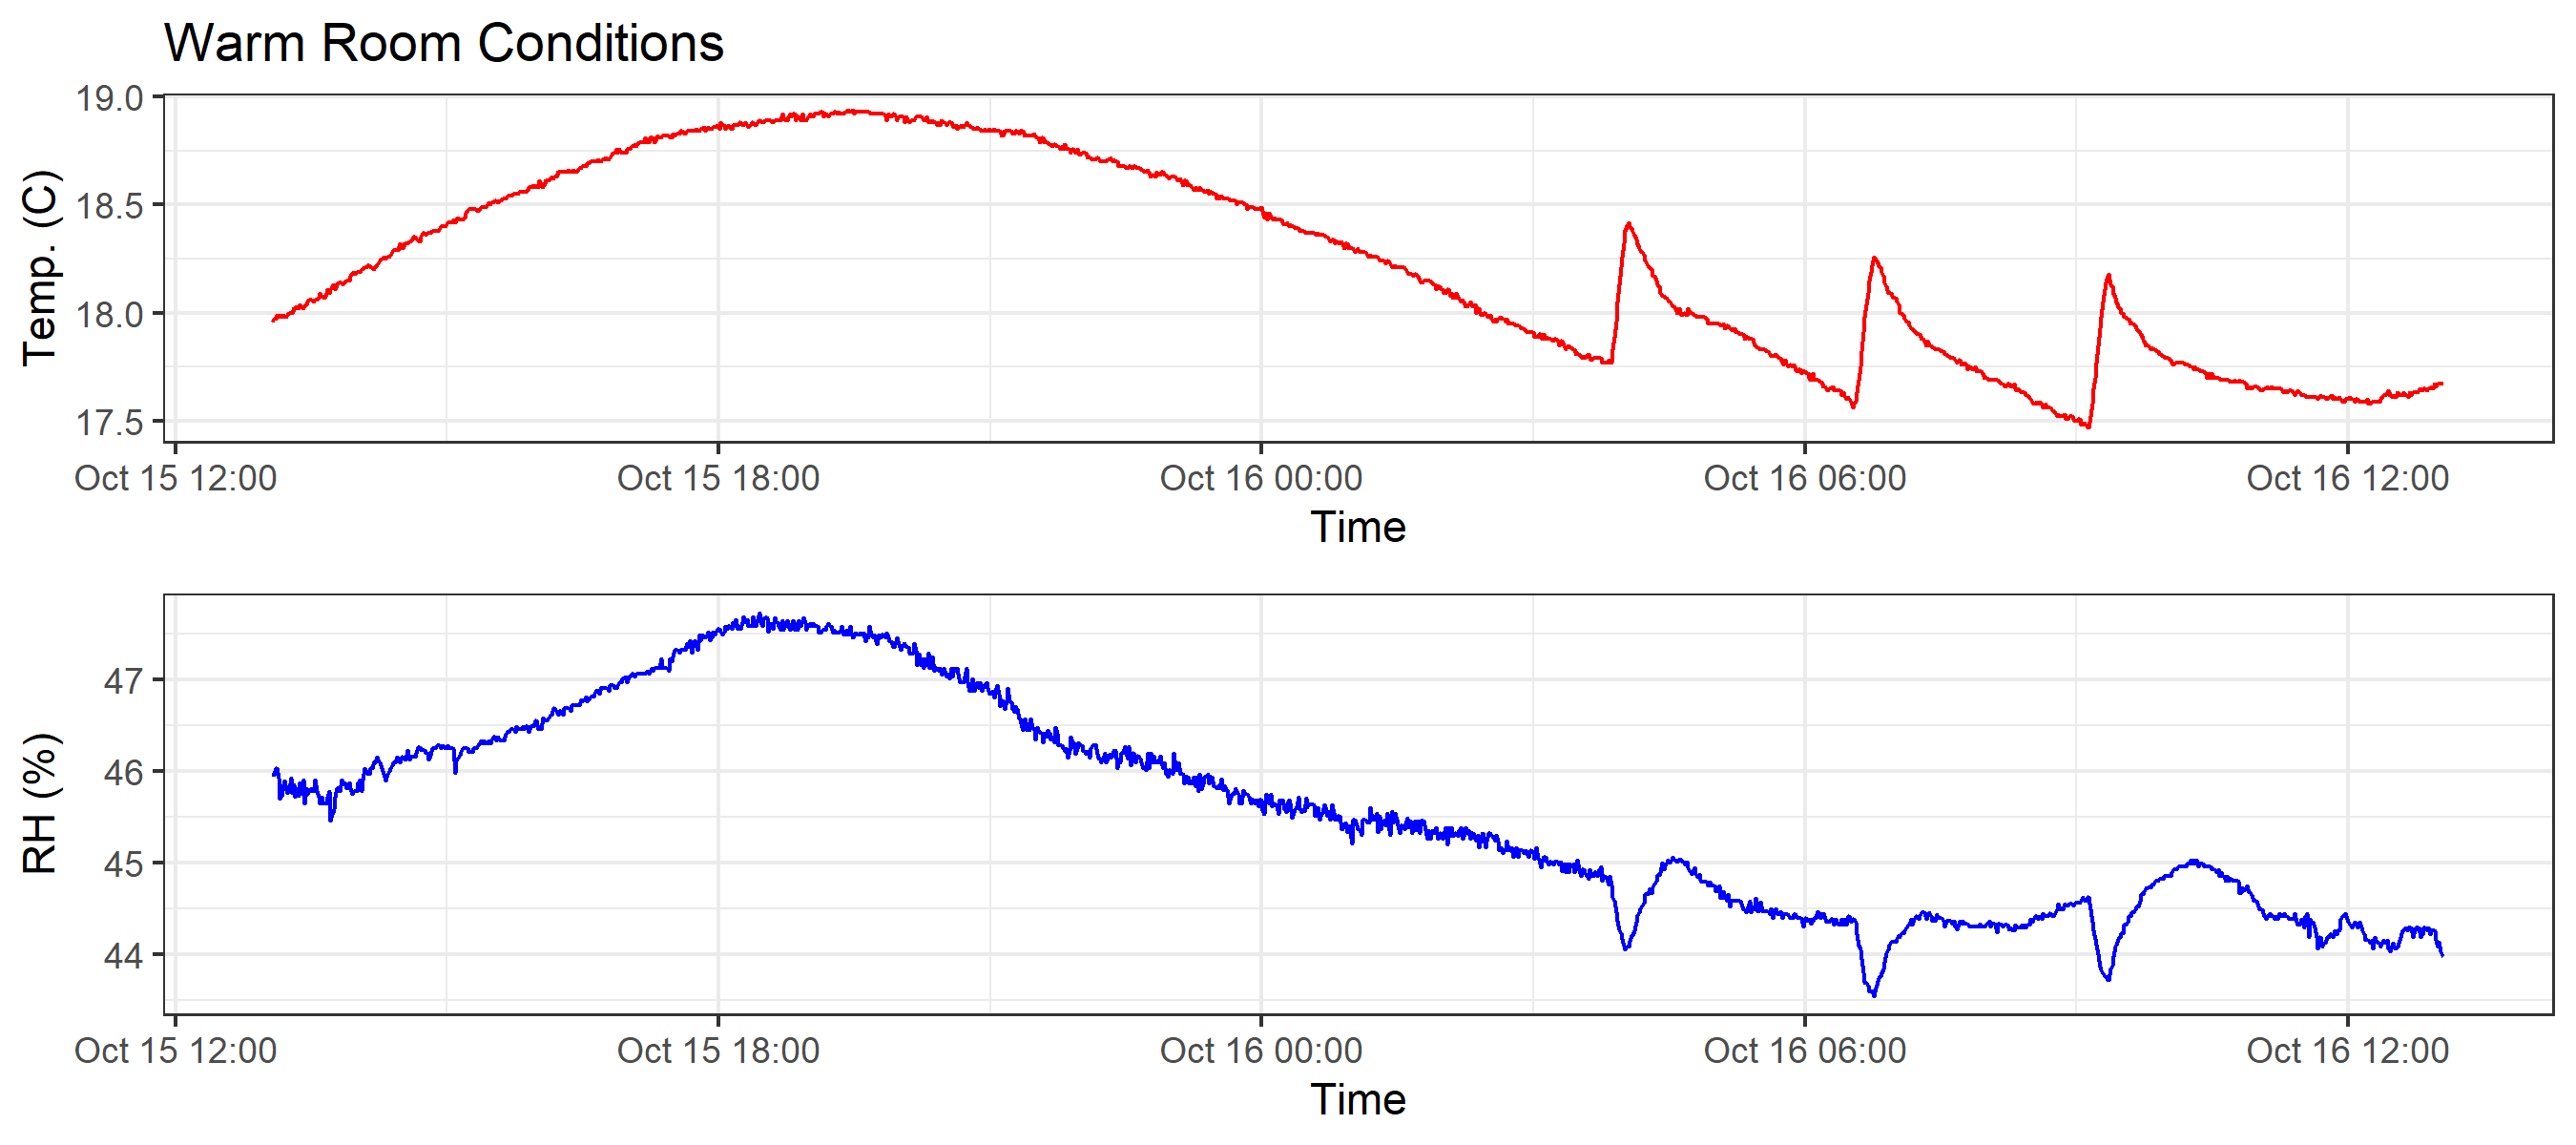 Warm Room Conditions
19.0
18.5
18.0
17.5
Temp. (C)
Oct 15 12:00 Oct 15 18:00 Oct 16 00:00 Oct 16 06:00 Oct 16 12:00
Time
47
46
45
44
RH (%)
Oct 15 12:00 Oct 15 18:00 Oct 16 00:00 Oct 16 06:00 Oct 16 12:00
Time